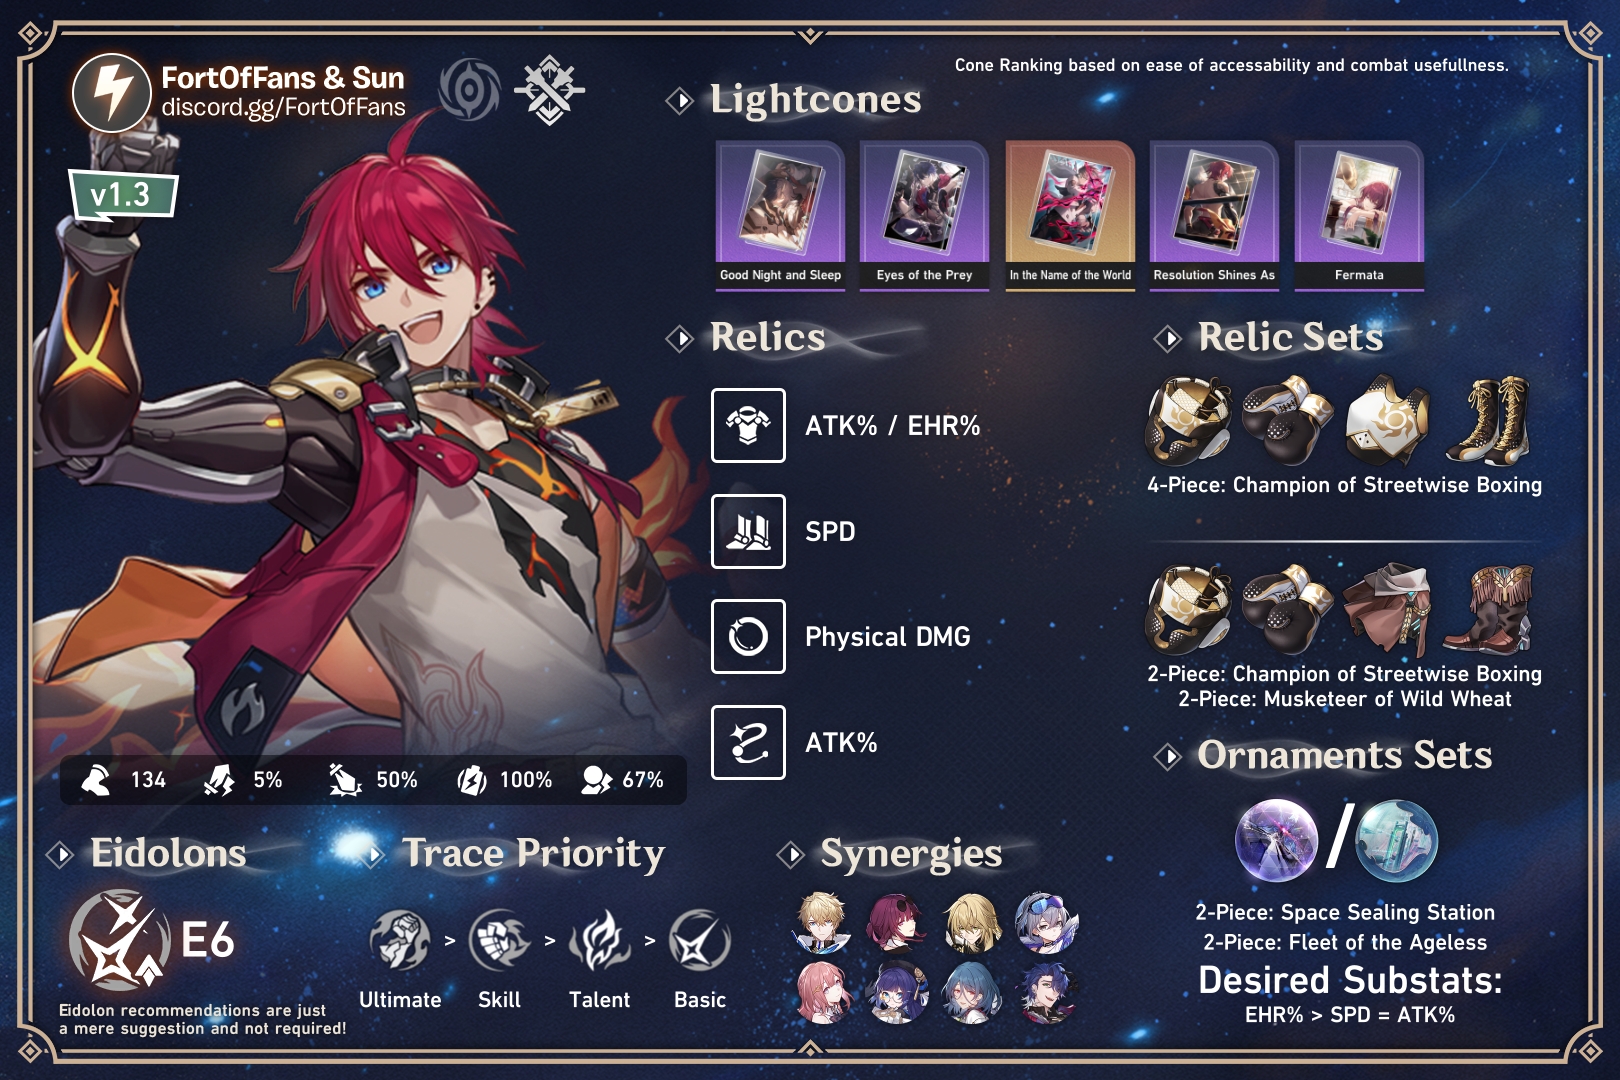 FortOfFans & Sun
discord.gg/FortOfFans
v1.3
Cone Ranking based on ease of accessability and combat usefullness.
Lightcones
Good Night and Sleep
Eyes of the Prey
In the Name of the World
Resolution Shines As
Fermata
Relics
ATK% / EHR%
SPD
Physical DMG
ATK%
Relic Sets
4-Piece: Champion of Streetwise Boxing
2-Piece: Champion of Streetwise Boxing
2-Piece: Musketeer of Wild Wheat
Ornaments Sets
/
2-Piece: Space Sealing Station
2-Piece: Fleet of the Ageless
Desired Substats:
EHR% > SPD = ATK%
134 5% 50% 100% 67%
Eidolons
E6
Eidolon recommendations are just
a mere suggestion and not required!
Trace Priority
> > >
Ultimate Skill Talent Basic
Synergies